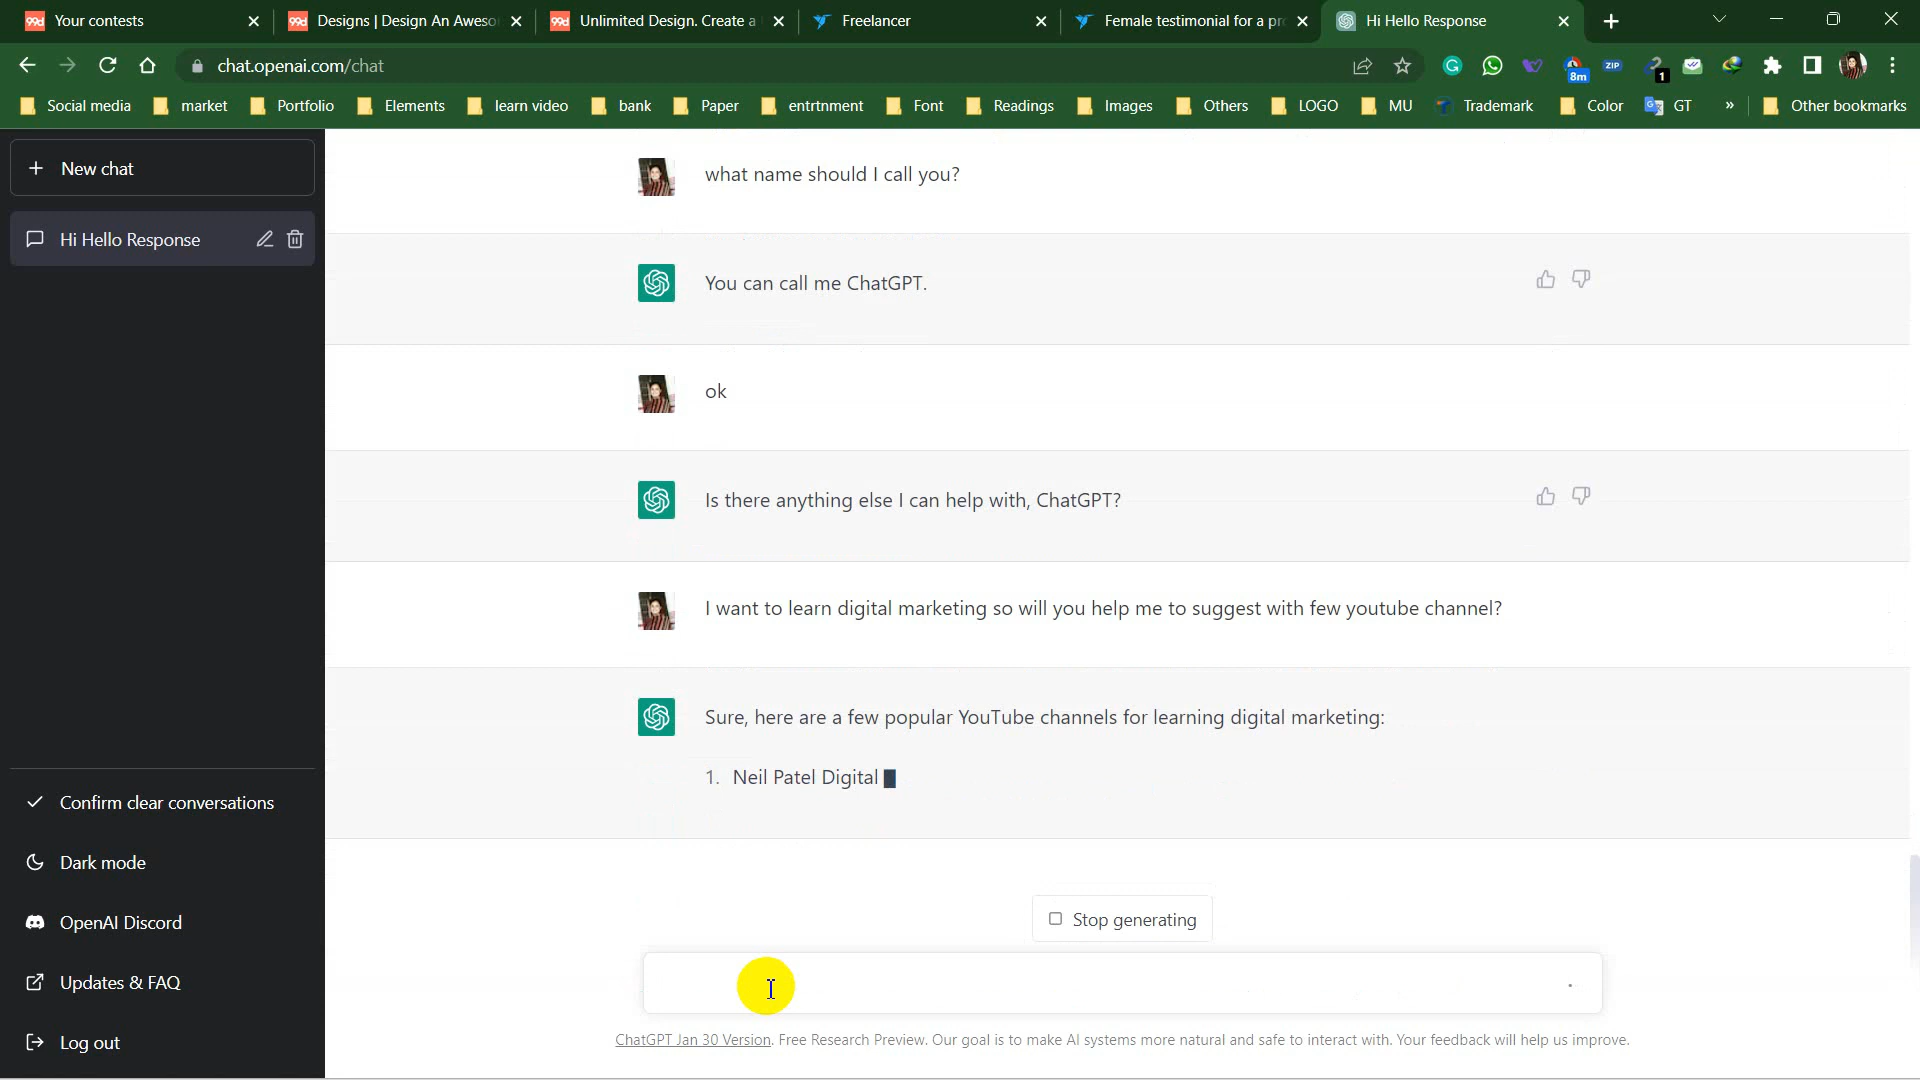 Your contests
Designs | Design An Aweso
Unlimited Design. Create a
Freelancer
Female testimonial for a pr
Hi Hello Response
chat.openai.com/chat
8m
ZIP
1
Social media
market
Portfolio
Elements
learn video
bank
Paper
entrtnment
Font
Readings
Images
Others
LOGO
MU
Trademark
Color
GT
»
Other bookmarks
New chat
Hi Hello Response
what name should I call you?
You can call me ChatGPT.
ok
Is there anything else I can help with, ChatGPT?
I want to learn digital marketing so will you help me to suggest with few youtube channel?
Sure, here are a few popular YouTube channels for learning digital marketing:
1. Neil Patel Digital
Confirm clear conversations
Dark mode
OpenAI Discord
Updates & FAQ
Log out
Stop generating
ChatGPT Jan 30 Version. Free Research Preview. Our goal is to make AI systems more natural and safe to interact with. Your feedback will help us improve.